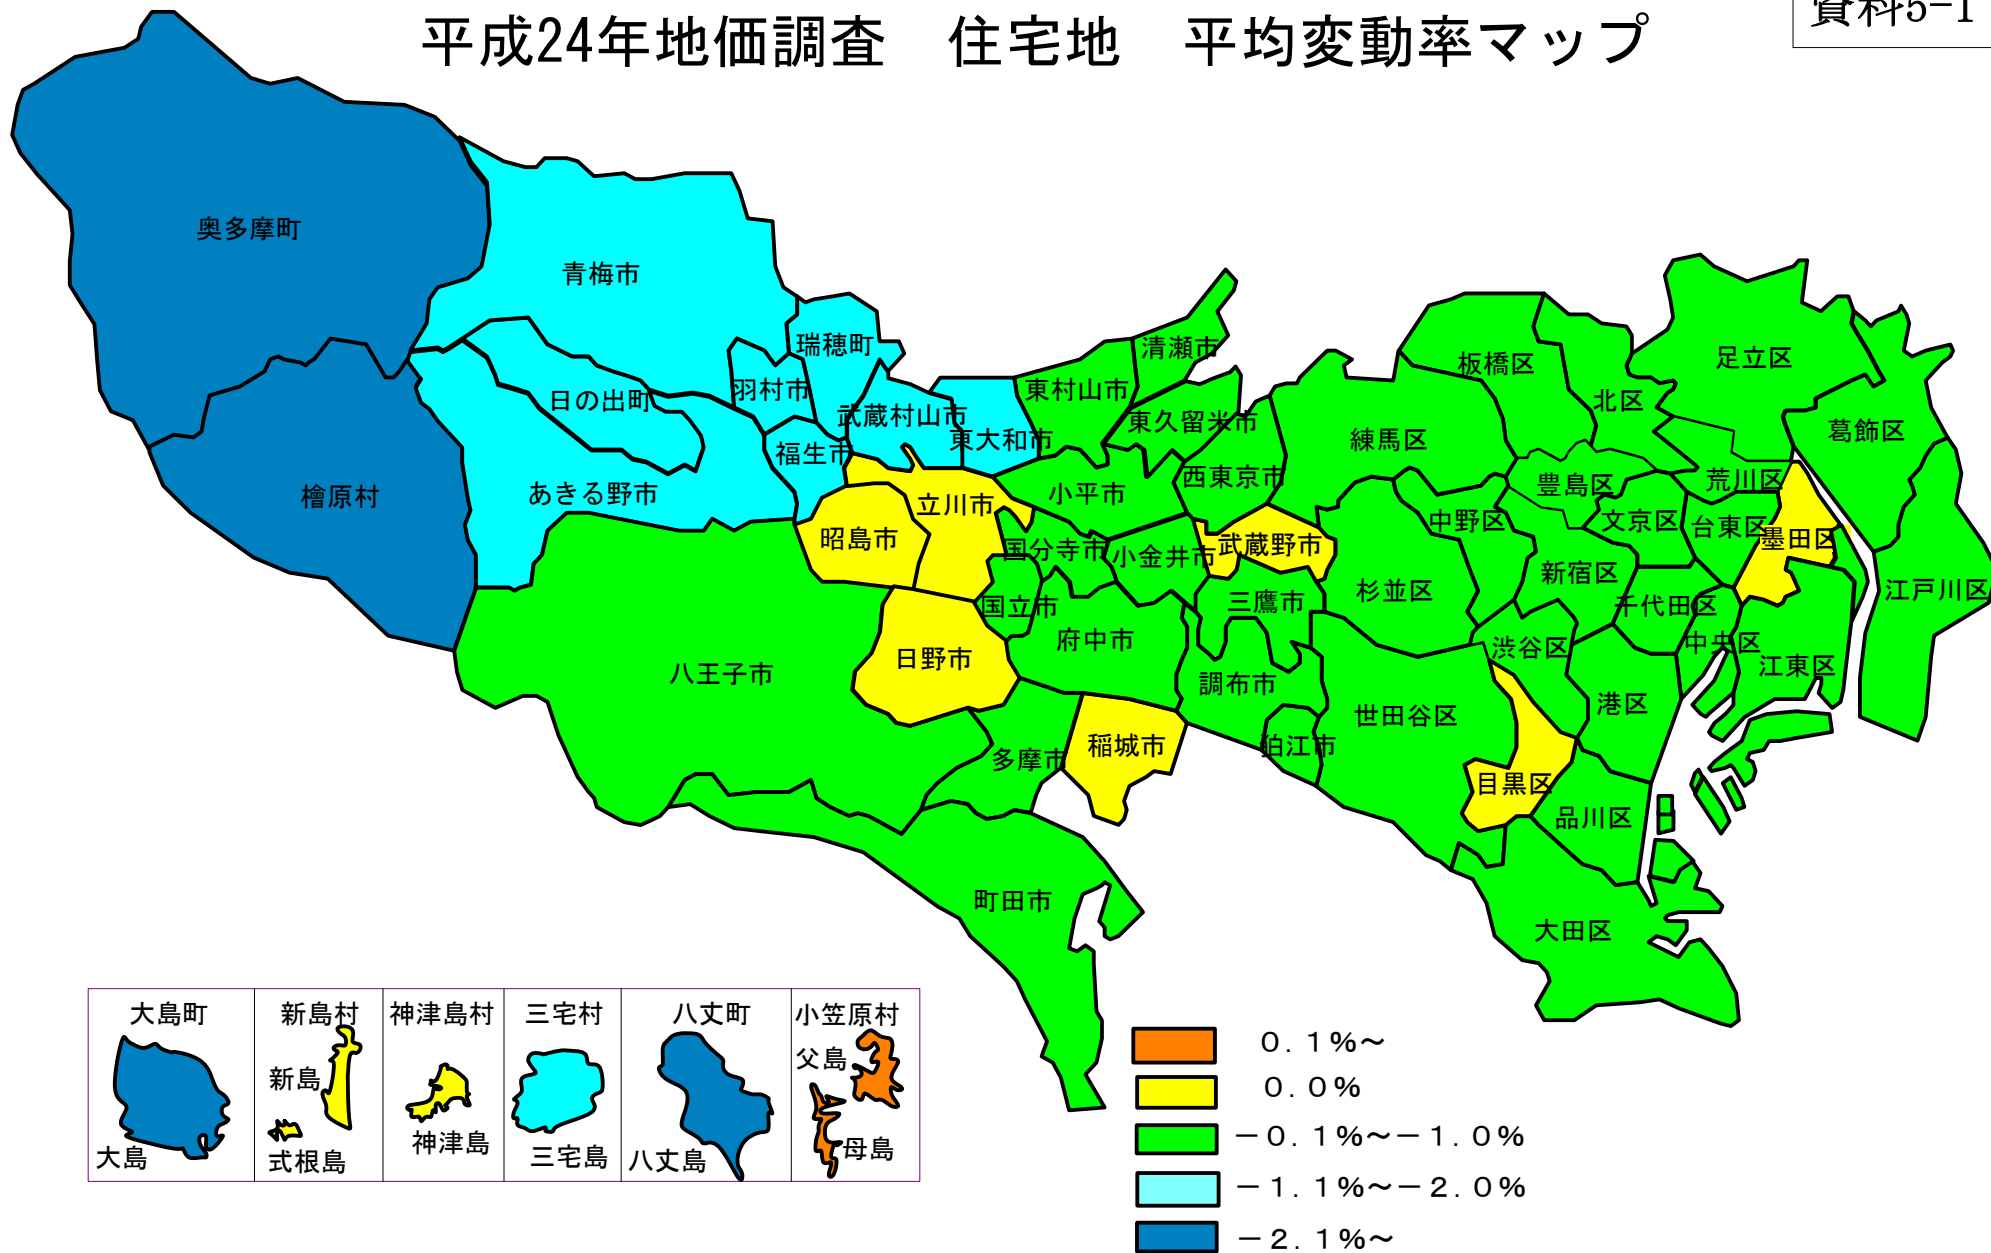 平成24年地価調査　住宅地　平均変動率マップ
資料5-1
奥多摩町
青梅市
瑞穂町
清瀬市
板橋区
足立区
羽村市
日の出町
武蔵村山市
東大和市
東村山市
東久留米市
練馬区
北区
葛飾区
福生市
檜原村
あきる野市
立川市
小平市
西東京市
豊島区
荒川区
昭島市
国分寺市
小金井市
武蔵野市
中野区
文京区
台東区
墨田区
国立市
三鷹市
杉並区
新宿区
千代田区
江戸川区
八王子市
日野市
府中市
調布市
渋谷区
中央区
江東区
多摩市
稲城市
狛江市
世田谷区
港区
目黒区
品川区
町田市
大田区
大島町
大島
新島村
新島
式根島
神津島村
神津島
三宅村
三宅島
八丈町
八丈島
小笠原村
父島
母島
０．１％～
０．０％
－０．１％～－１．０％
－１．１％～－２．０％
－２．１％～